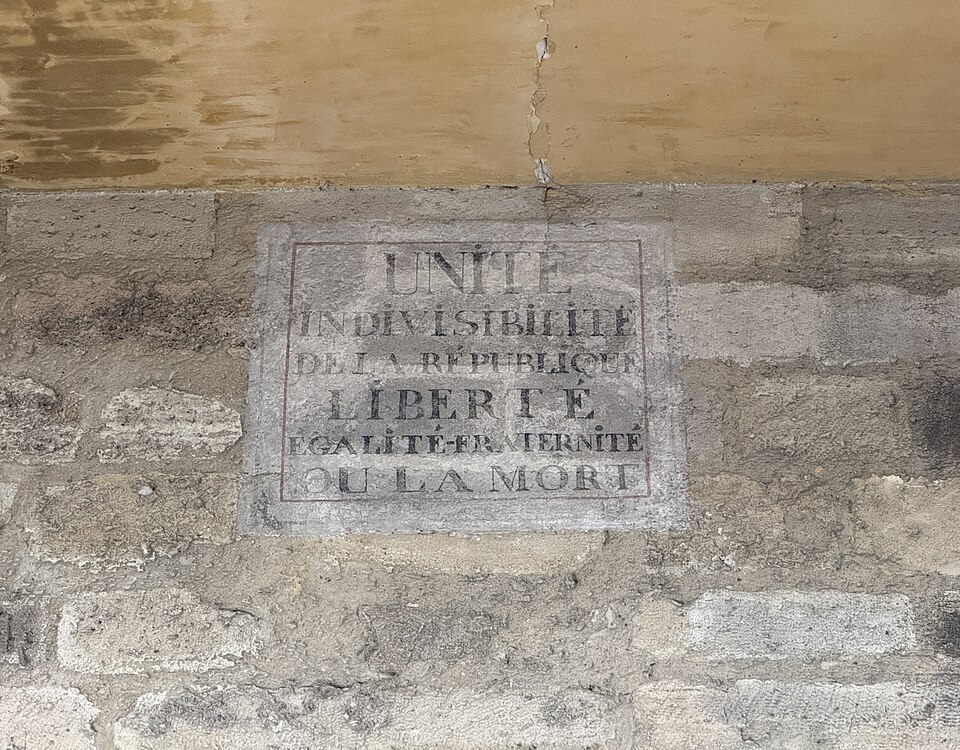 UNITÉ
INDIVISIBILITÉ
DE LA RÉPUBLIQUE
LIBERTÉ
ÉGALITÉ-FRATERNITÉ
OU LA MORT